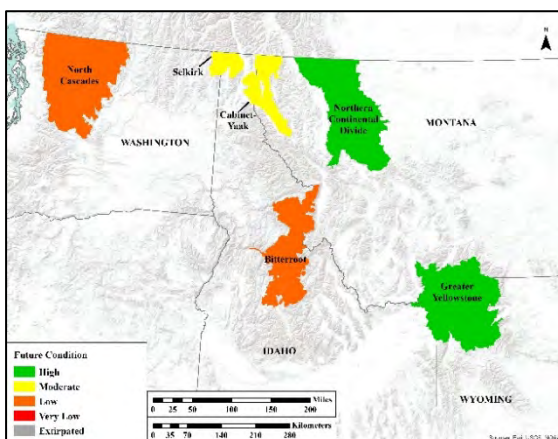 N
North
Cascades
Selkirk
Cabinet-
Yaak
Northern
Continental
Divide
MONTANA
WASHINGTON
Bitterroot
Greater
Yellowstone
IDAHO
WYOMING
Future Condition
High
Moderate
Low
Very Low
Extirpated
Miles
0 25 50 100 150 200
Kilometers
0 35 70 140 210 280